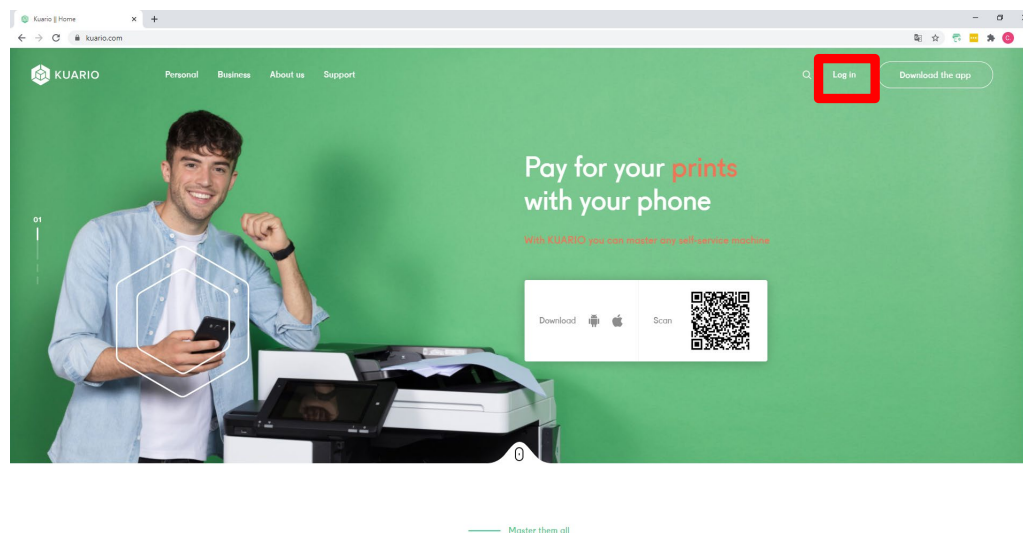 Kuario || Home
kuario.com
KUARIO Personal Business About us Support Log in Download the app
Pay for your prints
with your phone
01
With KUARIO you can master any self-service machine
Download Scan
Master them all